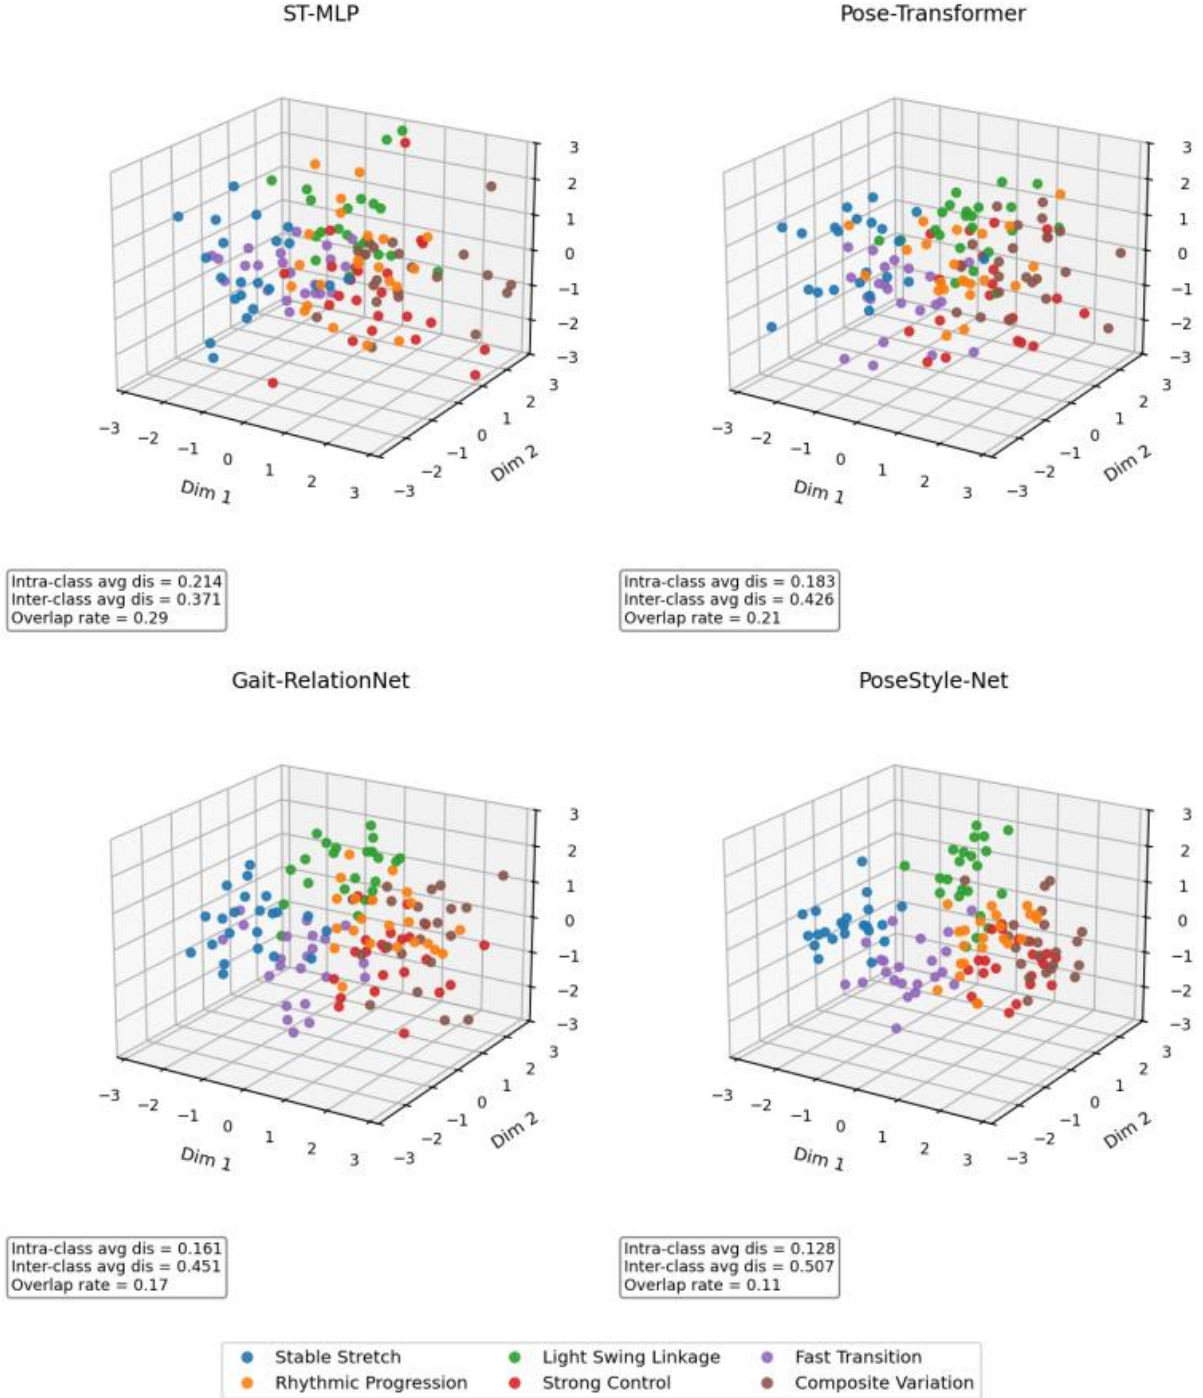 ST-MLP
Pose-Transformer
3
2
1
0
−1
−2
−3
3
2
1
0
−1
−2
−3
−3
−2
−1
0
1
2
3
Dim 1
Dim 2
3
2
1
0
−1
−2
−3
3
2
1
0
−1
−2
−3
−3
−2
−1
0
1
2
3
Dim 1
Dim 2
Intra-class avg dis = 0.214
Inter-class avg dis = 0.371
Overlap rate = 0.29
Intra-class avg dis = 0.183
Inter-class avg dis = 0.426
Overlap rate = 0.21
Gait-RelationNet
PoseStyle-Net
3
2
1
0
−1
−2
−3
3
2
1
0
−1
−2
−3
−3
−2
−1
0
1
2
3
Dim 1
Dim 2
3
2
1
0
−1
−2
−3
3
2
1
0
−1
−2
−3
−3
−2
−1
0
1
2
3
Dim 1
Dim 2
Intra-class avg dis = 0.161
Inter-class avg dis = 0.451
Overlap rate = 0.17
Intra-class avg dis = 0.128
Inter-class avg dis = 0.507
Overlap rate = 0.11
Stable Stretch
Light Swing Linkage
Fast Transition
Rhythmic Progression
Strong Control
Composite Variation